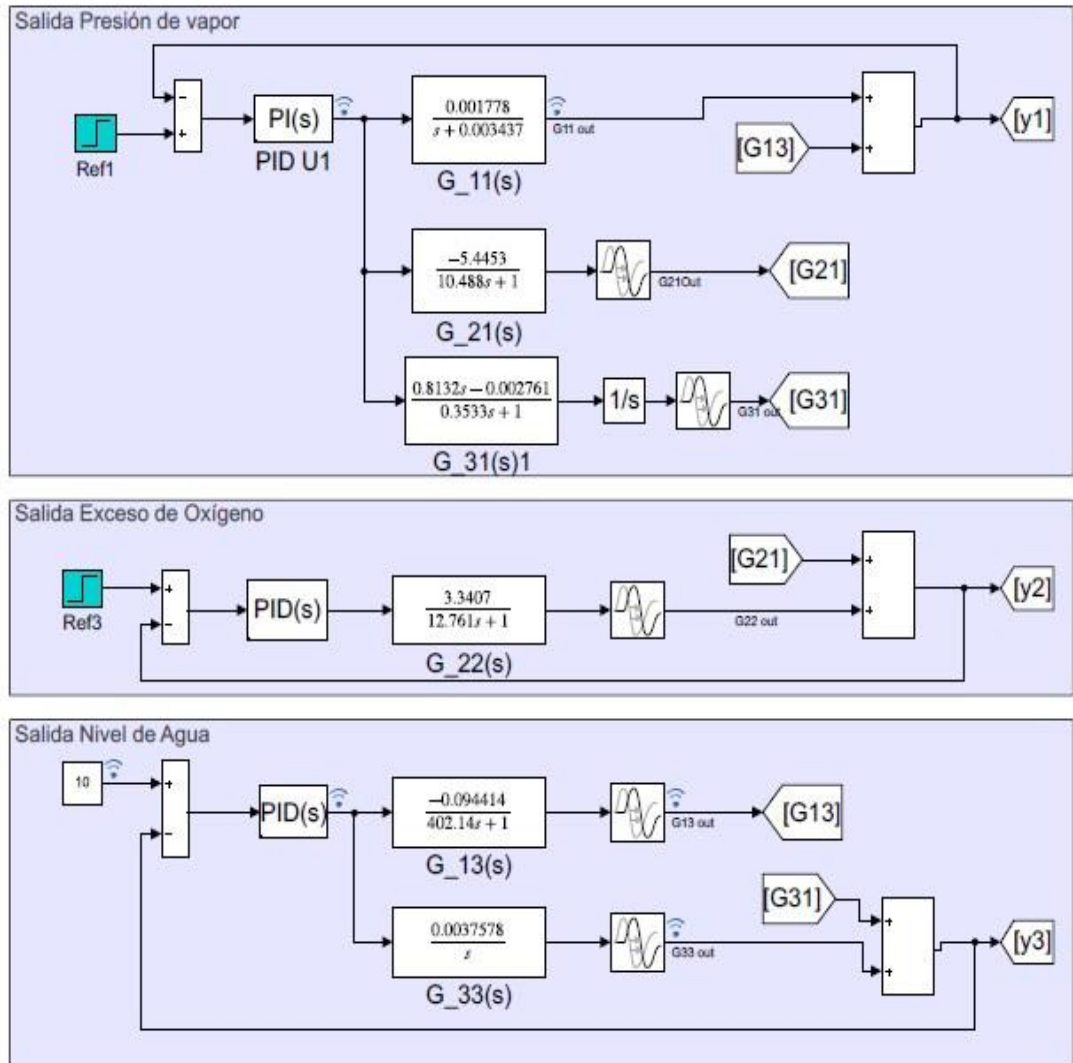 Salida Presión de vapor
Ref1
-
+
PI(s)
PID U1
0.001778
s + 0.003437
G_11(s)
G11 out
[G13]
+
+
[y1]
-5.4453
10.488s + 1
G_21(s)
G21Out
[G21]
0.8132s - 0.002761
0.3533s + 1
G_31(s)1
1/s
G31 out
[G31]
Salida Exceso de Oxígeno
Ref3
+
-
PID(s)
3.3407
12.761s + 1
G_22(s)
G22 out
[G21]
+
+
[y2]
Salida Nivel de Agua
10
+
-
PID(s)
-0.094414
402.14s + 1
G_13(s)
G13 out
[G13]
0.0037578
s
G_33(s)
G33 out
[G31]
+
+
[y3]